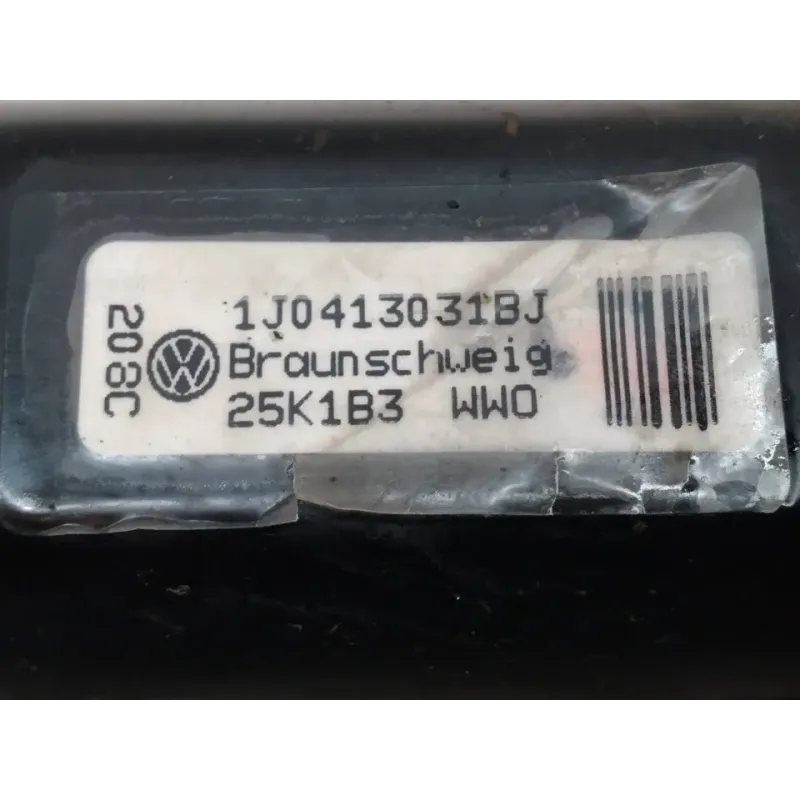 208C
1J0413031BJ
Braunschweig
25K1B3 WWO